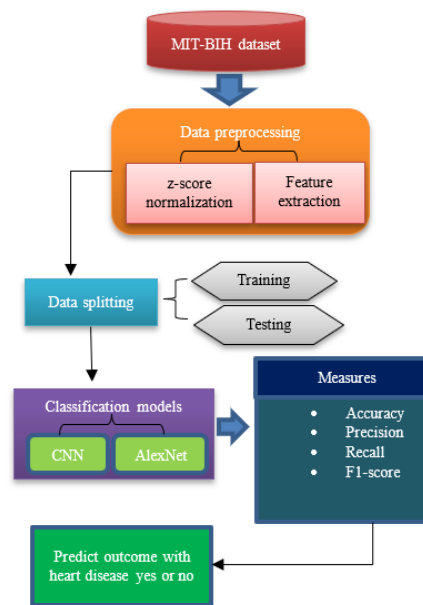 MIT-BIH dataset
Data preprocessing
z-score
normalization
Feature
extraction
Data splitting
Training
Testing
Classification models
CNN
AlexNet
Measures
• Accuracy
• Precision
• Recall
• F1-score
Predict outcome with
heart disease yes or no